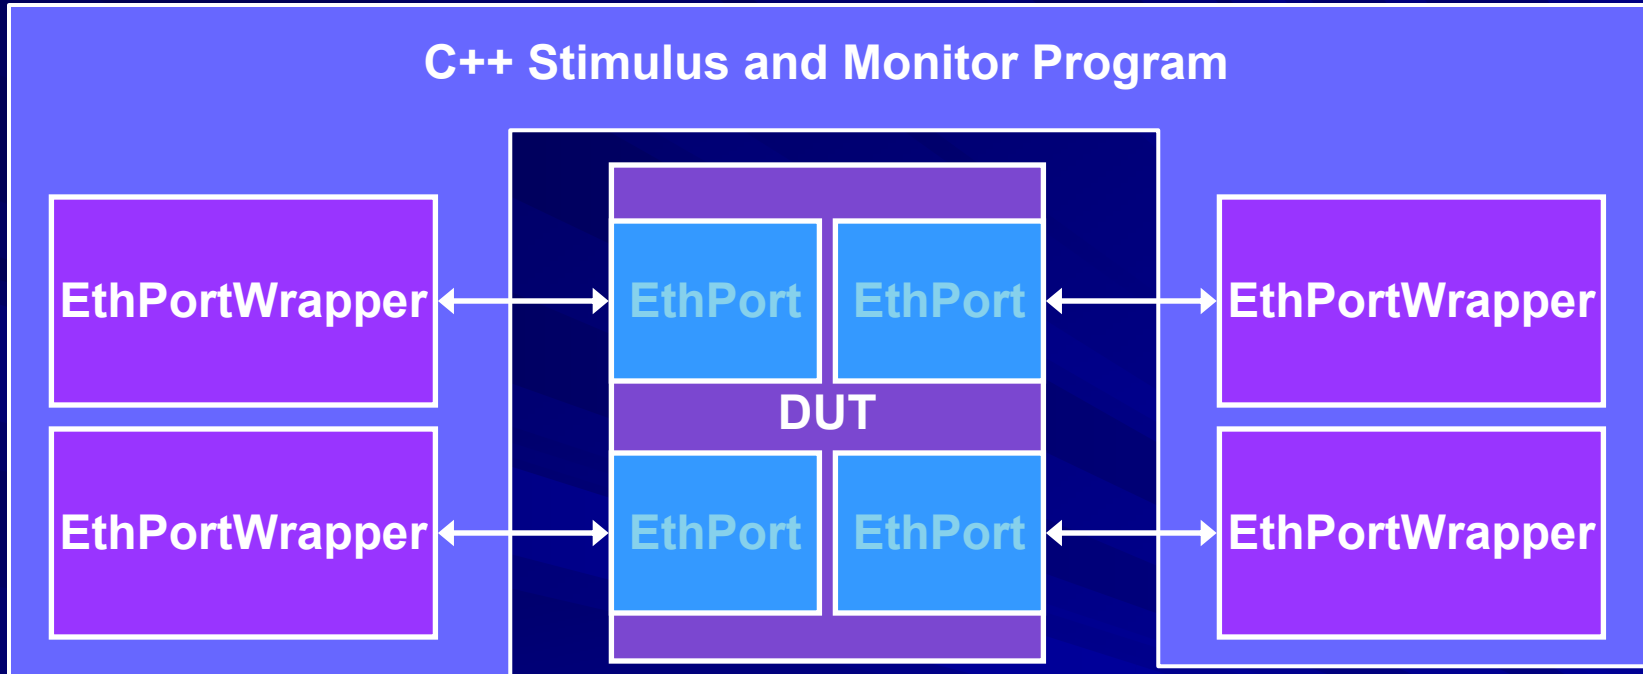 C++ Stimulus and Monitor Program
EthPortWrapper
EthPort
EthPort
EthPortWrapper
DUT
EthPortWrapper
EthPort
EthPort
EthPortWrapper